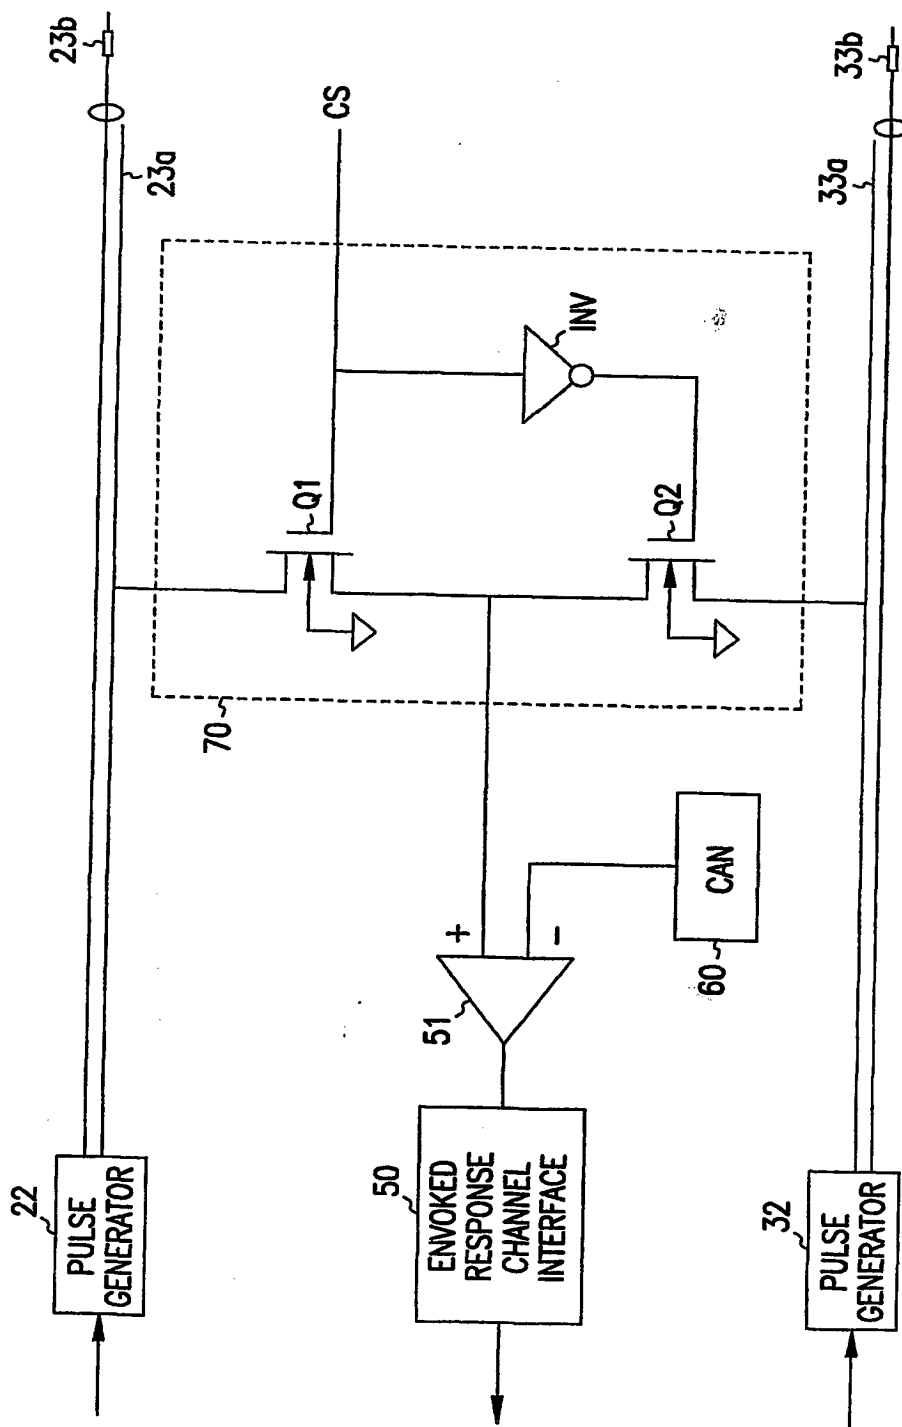 22
PULSE
GENERATOR
23a
23b
70
Q1
CS
INV
Q2
50
ENVOKED
RESPONSE
CHANNEL
INTERFACE
51
+
-
60
CAN
32
PULSE
GENERATOR
33a
33b